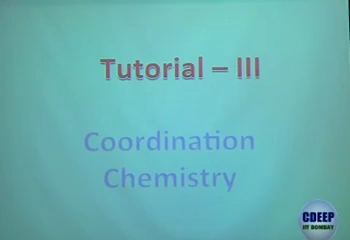 Tutorial – III
Coordination
Chemistry
CDEEP
IIT BOMBAY